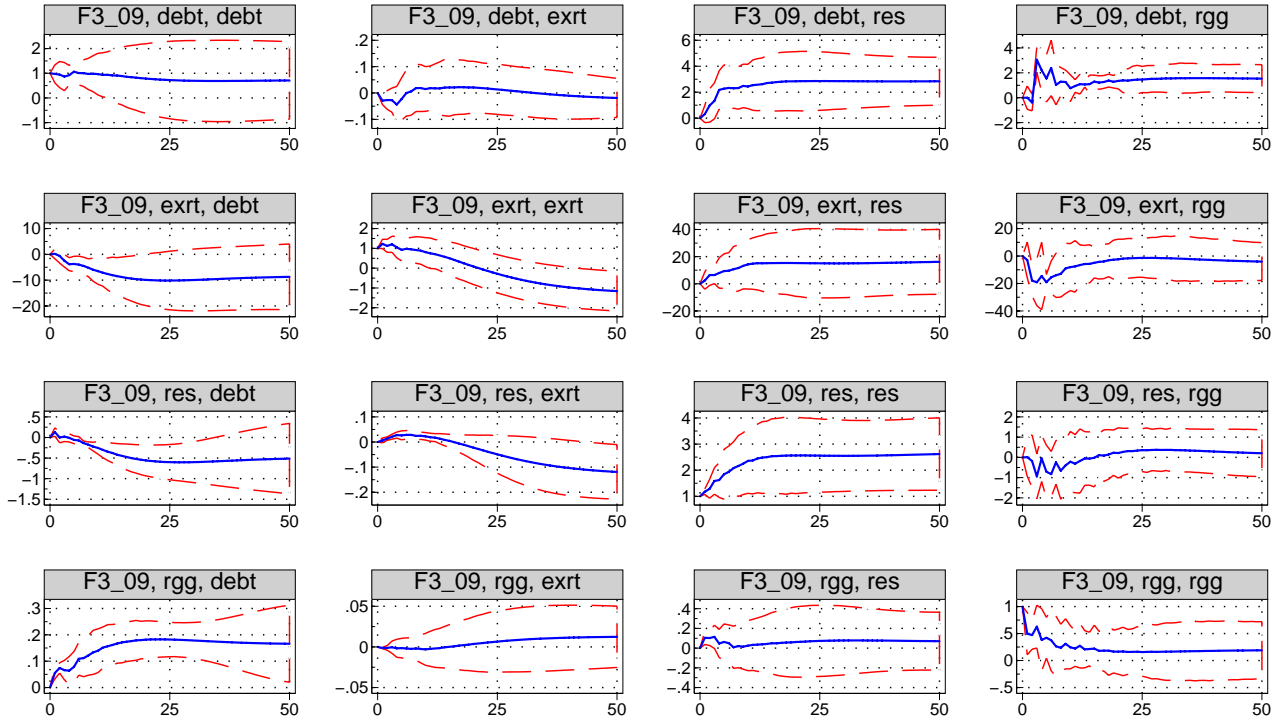 F3_09, debt, debt
2
1
0
−1
0 25 50
F3_09, debt, exrt
.2
.1
0
−.1
0 25 50
F3_09, debt, res
6
4
2
0
0 25 50
F3_09, debt, rgg
4
2
0
−2
0 25 50
F3_09, exrt, debt
10
0
−10
−20
0 25 50
F3_09, exrt, exrt
2
1
0
−1
−2
0 25 50
F3_09, exrt, res
40
20
0
−20
0 25 50
F3_09, exrt, rgg
20
0
−20
−40
0 25 50
F3_09, res, debt
.5
0
−.5
−1
−1.5
0 25 50
F3_09, res, exrt
1
0
−1
−2
0 25 50
F3_09, res, res
4
3
2
1
0 25 50
F3_09, res, rgg
2
1
0
−1
−2
0 25 50
F3_09, rgg, debt
.3
.2
.1
0
0 25 50
F3_09, rgg, exrt
.05
0
−.05
0 25 50
F3_09, rgg, res
.4
.2
0
−.2
−.4
0 25 50
F3_09, rgg, rgg
1
.5
0
−.5
0 25 50